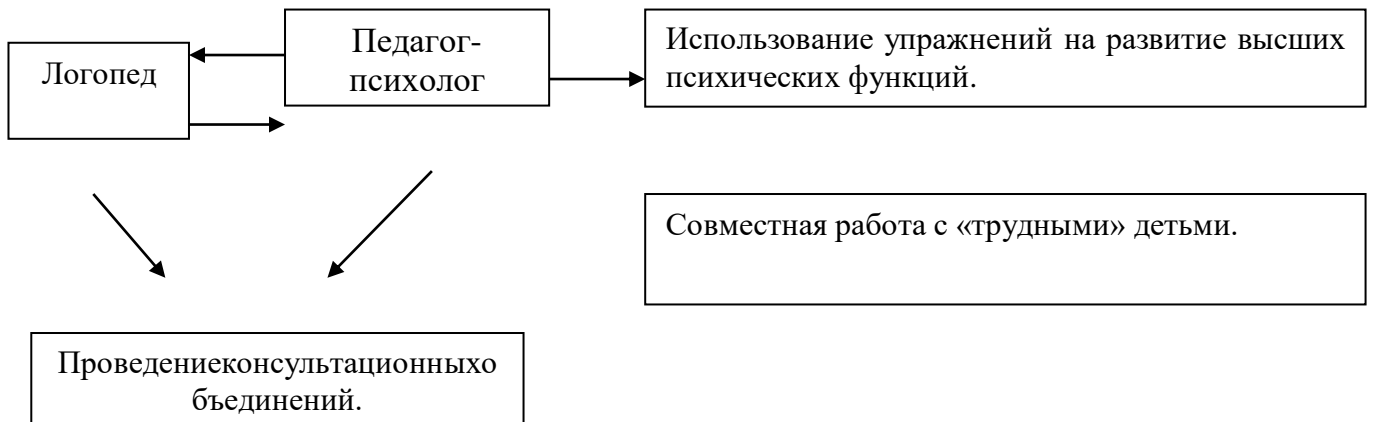 Логопед
Педагог-
психолог
Использование упражнений на развитие высших
психических функций.
Совместная работа с «трудными» детьми.
Проведениеконсультационныхо
бъединений.